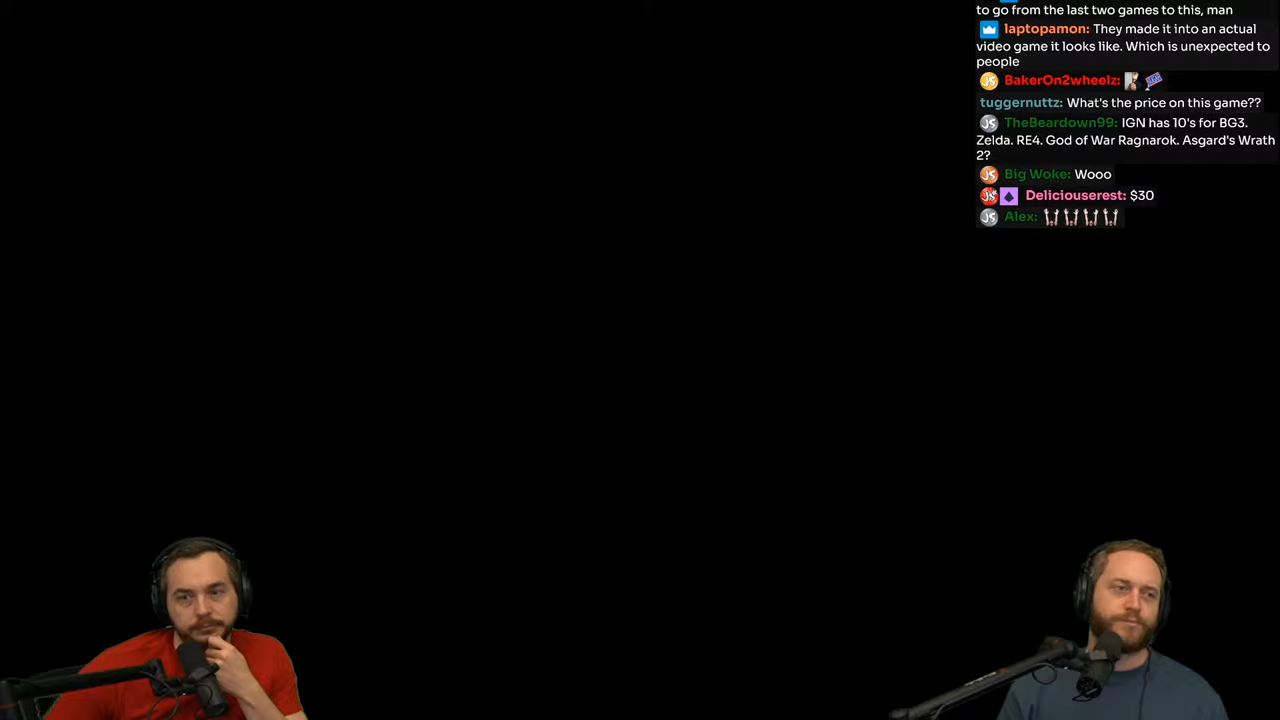 to go from the last two games to this, man
laptopamon: They made it into an actual
video game it looks like. Which is unexpected to
people
BakerOn2wheelz:
tuggernuttz: What's the price on this game??
TheBeardown99: IGN has 10's for BG3.
Zelda. RE4. God of War Ragnarok. Asgard's Wrath
2?
Big Woke: Wooo
Deliciouserest: $30
Alex: